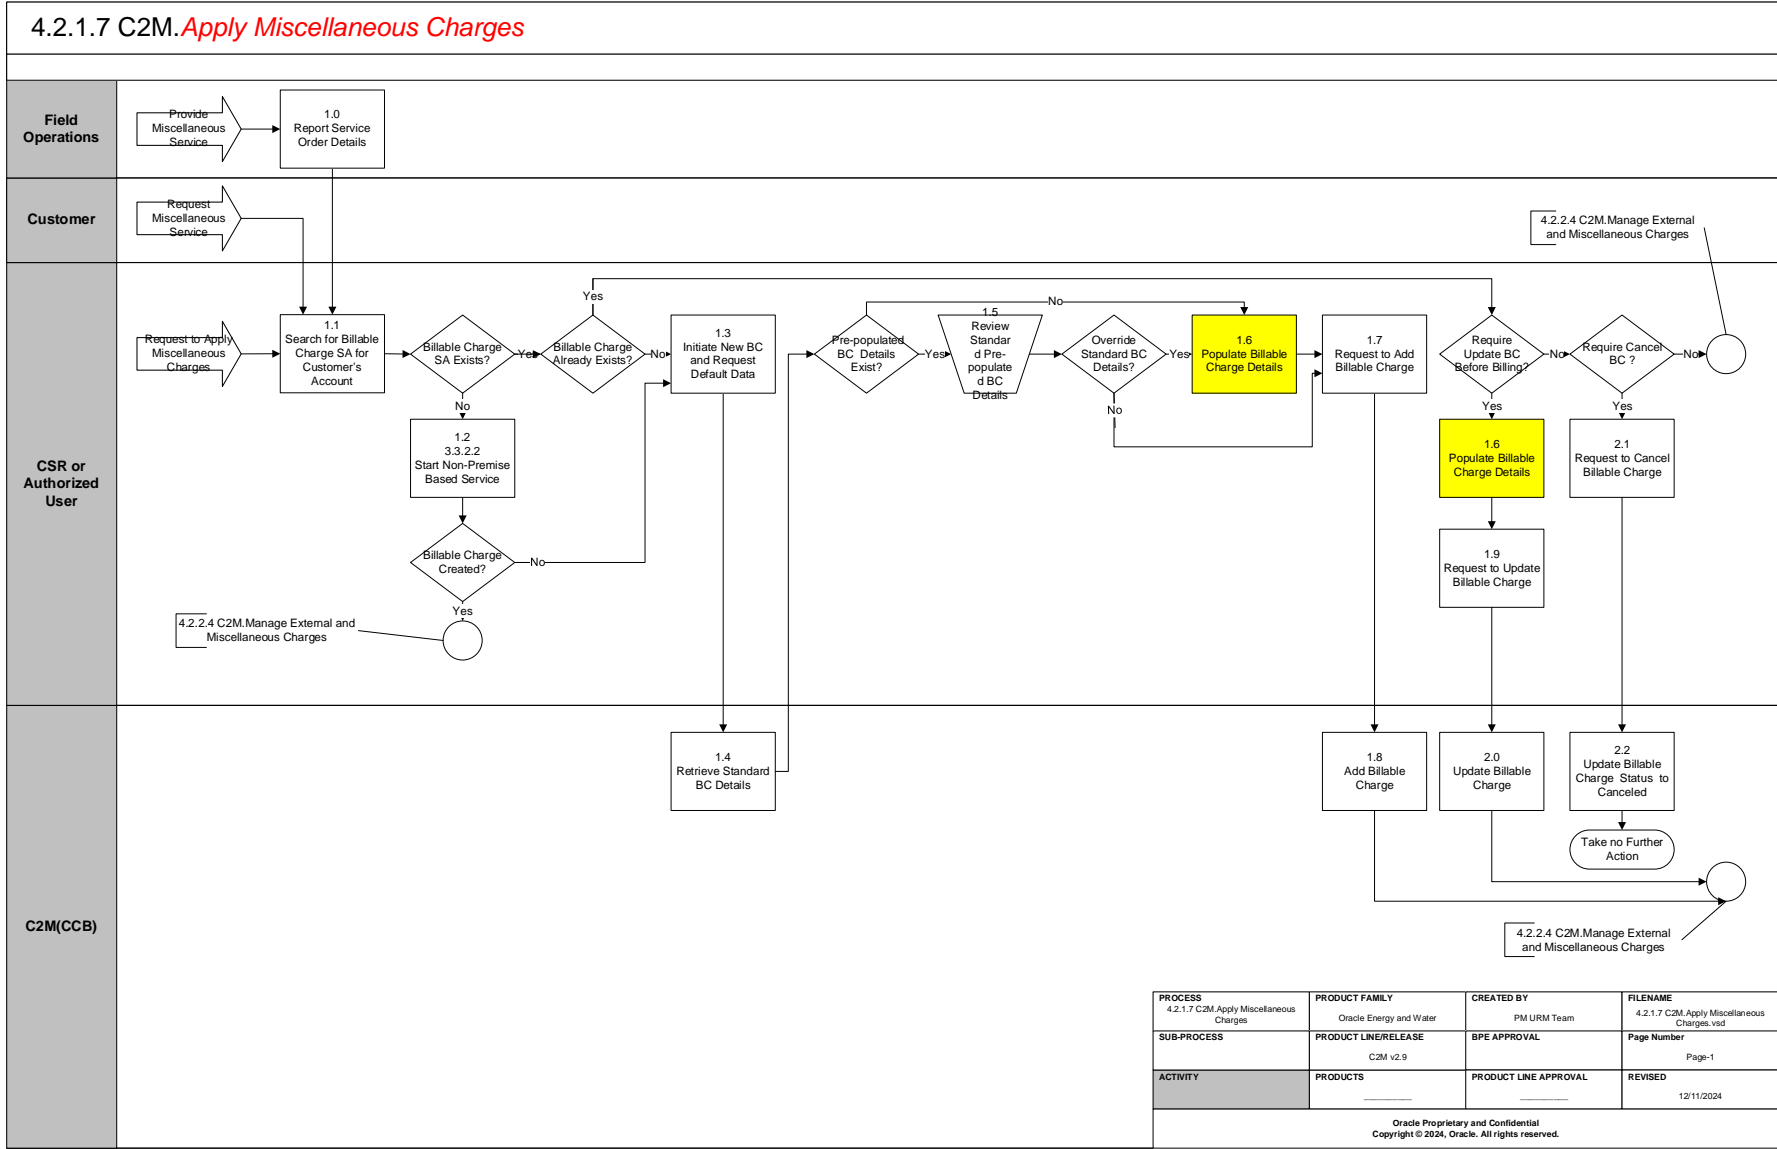 4.2.1.7 C2M.Apply Miscellaneous Charges
Field
Operations
Provide
Miscellaneous
Service
1.0
Report Service
Order Details
Customer
Request
Miscellaneous
Service
4.2.2.4 C2M.Manage External
and Miscellaneous Charges
CSR or
Authorized
User
Request to Apply
Miscellaneous
Charges
1.1
Search for Billable
Charge SA for
Customer's
Account
Billable Charge
SA Exists?
Yes
No
1.2
3.3.2.2
Start Non-Premise
Based Service
Billable Charge
Created?
No
Yes
4.2.2.4 C2M.Manage External and
Miscellaneous Charges
Yes
Billable Charge
Already Exists?
No
1.3
Initiate New BC
and Request
Default Data
Pre-populated
BC Details
Exist?
No
Yes
1.5
Review
Standar
d Pre-
populate
d BC
Details
Override
Standard BC
Details?
Yes
No
1.6
Populate Billable
Charge Details
1.7
Request to Add
Billable Charge
Require
Update BC
Before Billing?
No
Yes
1.6
Populate Billable
Charge Details
1.9
Request to Update
Billable Charge
Require Cancel
BC ?
No
Yes
2.1
Request to Cancel
Billable Charge
C2M(CCB)
1.4
Retrieve Standard
BC Details
1.8
Add Billable
Charge
2.0
Update Billable
Charge
2.2
Update Billable
Charge Status to
Canceled
Take no Further
Action
4.2.2.4 C2M.Manage External
and Miscellaneous Charges
PROCESS
4.2.1.7 C2M.Apply Miscellaneous
Charges
PRODUCT FAMILY
Oracle Energy and Water
CREATED BY
PM URM Team
FILENAME
4.2.1.7 C2M.Apply Miscellaneous
Charges.vsd
SUB-PROCESS
PRODUCT LINE/RELEASE
C2M v2.9
BPE APPROVAL
Page Number
Page-1
ACTIVITY
PRODUCTS
PRODUCT LINE APPROVAL
REVISED
12/11/2024
Oracle Proprietary and Confidential
Copyright © 2024, Oracle. All rights reserved.